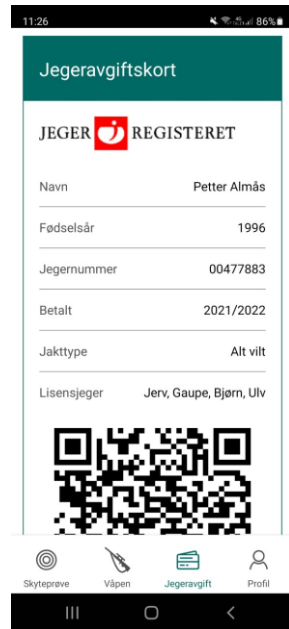 11:26 86%
Jegeravgiftskort
JEGER REGISTERET
Navn Petter Almås
Fødselsår 1996
Jegernummer 00477883
Betalt 2021/2022
Jakttype Alt vilt
Lisensjeger Jerv, Gaupe, Bjørn, Ulv
Skyteprøve Våpen Jegeravgift Profil